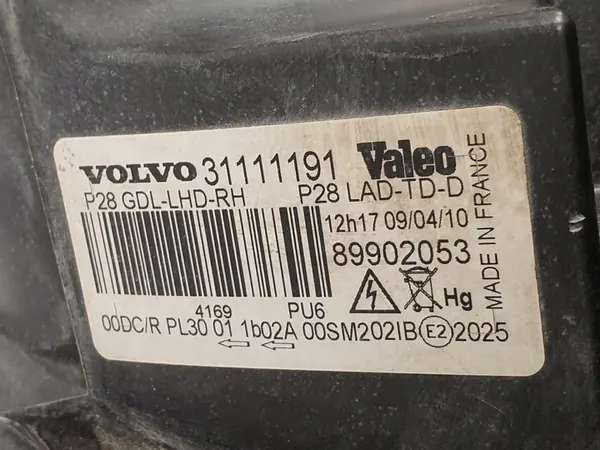 VOLVO 31111191 Valeo
P28 GDL-LHD-RH P28 LAD-TD-D
12h17 09/04/10
89902053
Hg
4169 PU6
00DC/R PL30 01 1b02A 00SM202IB E2 2025
MADE IN FRANCE